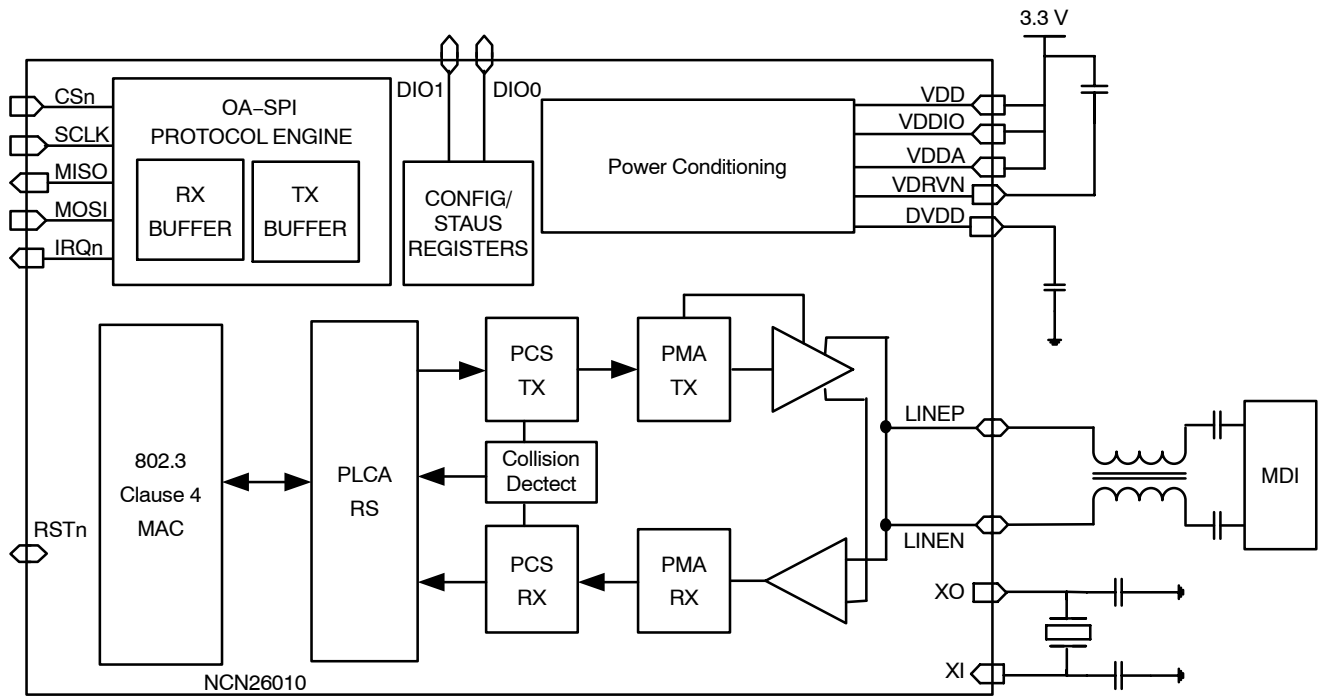 3.3 V
CSn
SCLK
MISO
MOSI
IRQn
OA–SPI
PROTOCOL ENGINE
RX
BUFFER
TX
BUFFER
DIO1
DIO0
CONFIG/
STAUS
REGISTERS
Power Conditioning
VDD
VDDIO
VDDA
VDRVN
DVDD
802.3
Clause 4
MAC
PLCA
RS
PCS
TX
PMA
TX
Collision
Dectect
PCS
RX
PMA
RX
LINEP
LINEN
MDI
RSTn
XO
XI
NCN26010